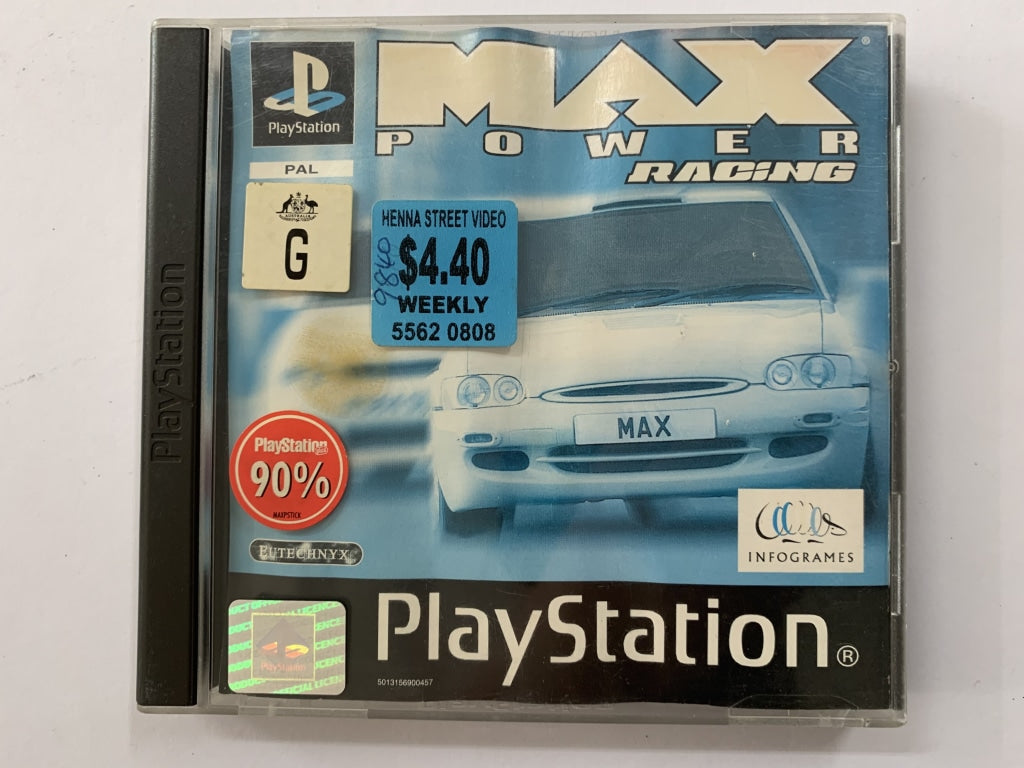 MAX
POWER
RACING
PlayStation
PAL
AUSTRALIA
G
HENNA STREET VIDEO
$4.40
9840
WEEKLY
5562 0808
PlayStation
MAX
PlayStation
90%
EUTECHNYX
INFOGRAMES
PlayStation®
PlayStation
5013156900457